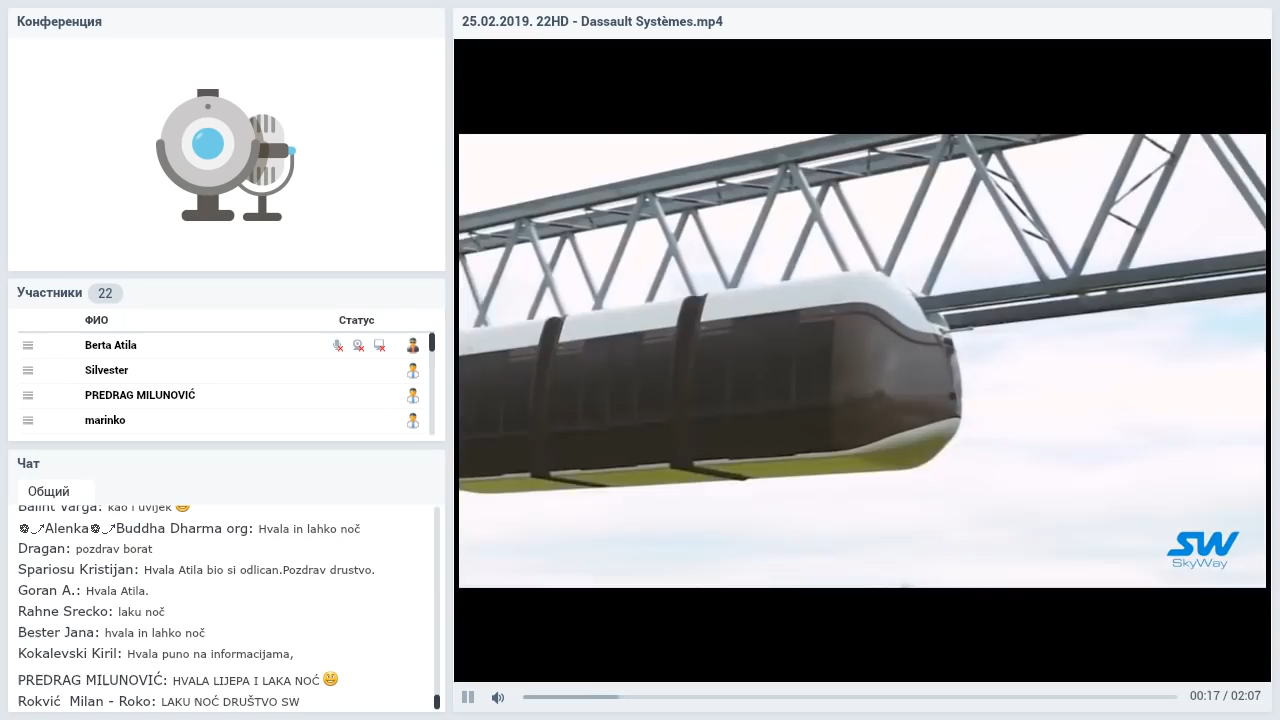 Конференция
Участники 22
ФИО Статус
Berta Atila
Silvester
PREDRAG MILUNOVIĆ
marinko
Чат
Общий
Balint Varga: kao i uvijek
Alenka Buddha Dharma org: Hvala in lahko noč
Dragan: pozdrav borat
Spariosu Kristijan: Hvala Atila bio si odlican.Pozdrav drustvo.
Goran A.: Hvala Atila.
Rahne Srecko: laku noč
Bester Jana: hvala in lahko noč
Kokalevski Kiril: Hvala puno na informacijama,
PREDRAG MILUNOVIĆ: HVALA LIJEPA I LAKA NOĆ
Rokvić Milan - Roko: LAKU NOĆ DRUŠTVO SW
25.02.2019. 22HD - Dassault Systèmes.mp4
SW
SkyWay
00:17 / 02:07